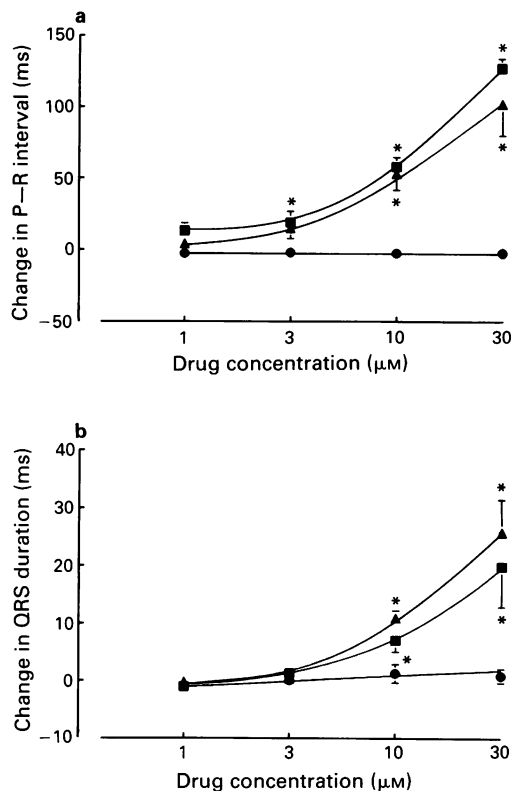 a
150
100
50
0
−50
Change in P–R interval (ms)
* * * * *
1 3 10 30
Drug concentration (μM)
b
40
30
20
10
0
−10
Change in QRS duration (ms)
* * * *
1 3 10 30
Drug concentration (μM)